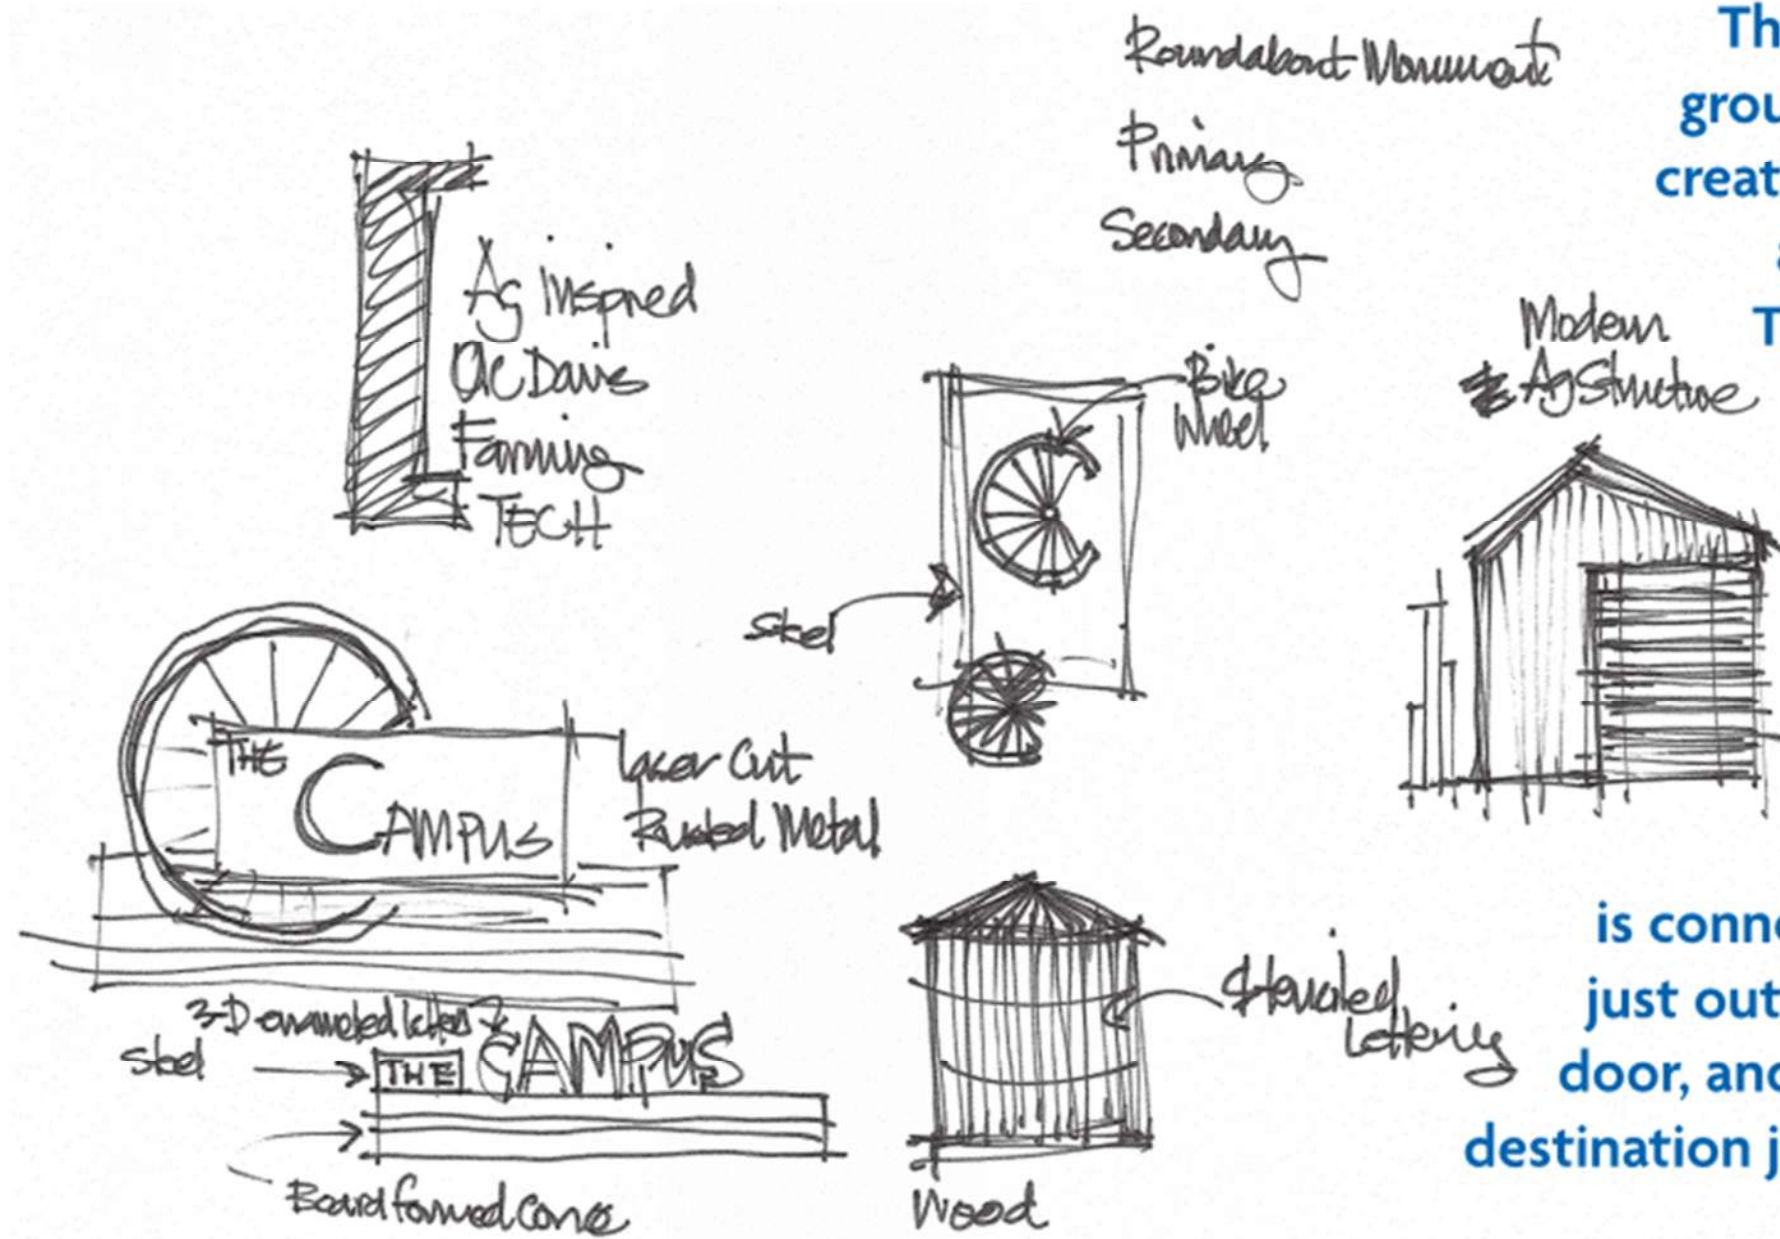 Roundabout Monument
Primary
Secondary
Ag Inspired
UC Davis
Farming
TECH
Bike
Wheel
Modern
Ag Structure
Steel
THE
CAMPUS
Laser Cut
Rusted Metal
3-D enameled letters
Steel
THE CAMPUS
Board formed Conc
Stenciled
Lettering
Wood
Th
grou
creat
T
is conne
just out
door, and
destination j